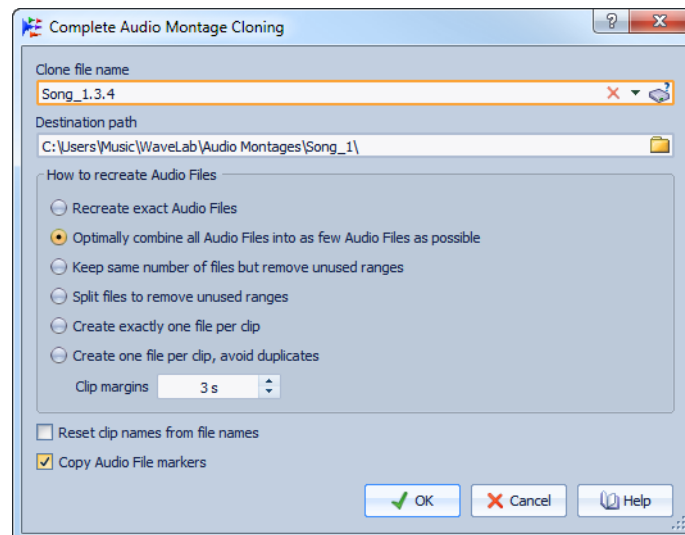 Complete Audio Montage Cloning
Clone file name
Song_1.3.4
Destination path
C:\Users\Music\WaveLab\Audio Montages\Song_1\
How to recreate Audio Files
Recreate exact Audio Files
Optimally combine all Audio Files into as few Audio Files as possible
Keep same number of files but remove unused ranges
Split files to remove unused ranges
Create exactly one file per clip
Create one file per clip, avoid duplicates
Clip margins 3 s
Reset clip names from file names
Copy Audio File markers
OK Cancel Help